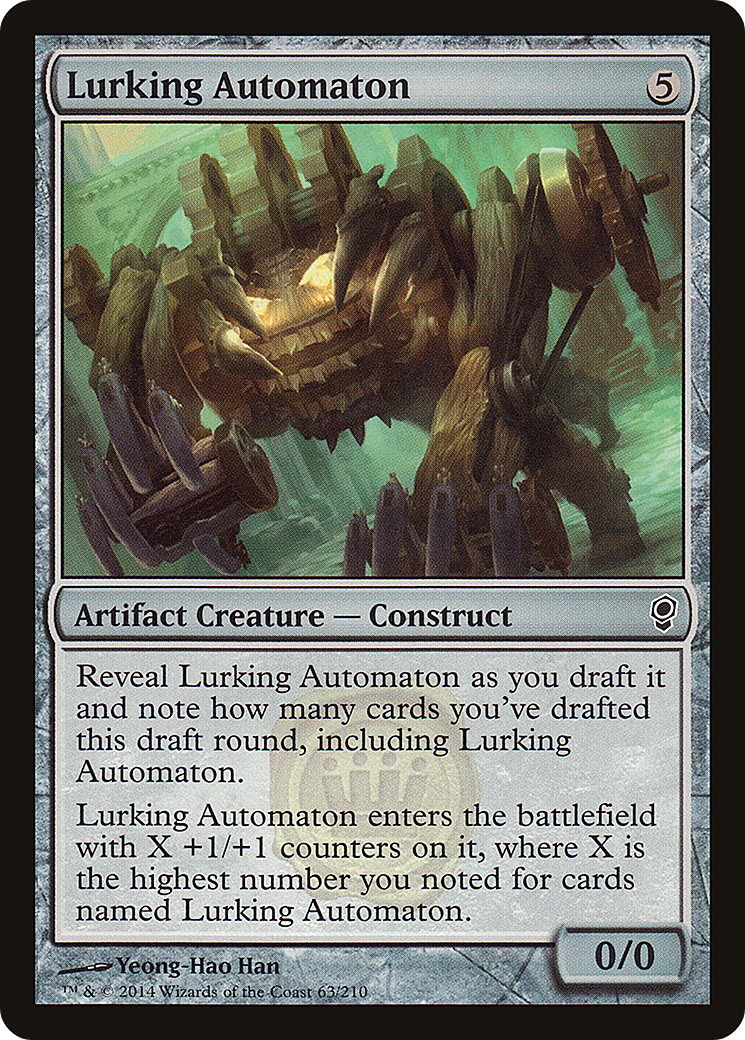 Lurking Automaton 5
Artifact Creature — Construct
Reveal Lurking Automaton as you draft it
and note how many cards you've drafted
this draft round, including Lurking
Automaton.
Lurking Automaton enters the battlefield
with X +1/+1 counters on it, where X is
the highest number you noted for cards
named Lurking Automaton.
0/0
Yeong-Hao Han
™ & © 2014 Wizards of the Coast 63/210